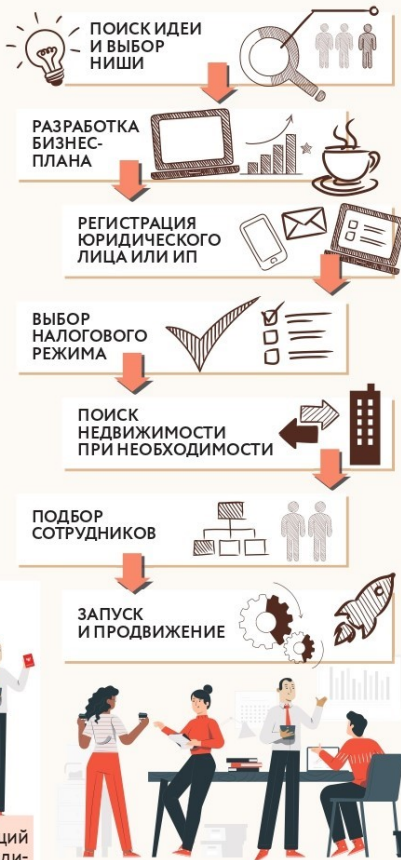 ПОИСК ИДЕИ
И ВЫБОР
НИШИ
РАЗРАБОТКА
БИЗНЕС-
ПЛАНА
РЕГИСТРАЦИЯ
ЮРИДИЧЕСКОГО
ЛИЦА ИЛИ ИП
ВЫБОР
НАЛОГОВОГО
РЕЖИМА
ПОИСК
НЕДВИЖИМОСТИ
ПРИ НЕОБХОДИМОСТИ
ПОДБОР
СОТРУДНИКОВ
ЗАПУСК
И ПРОДВИЖЕНИЕ